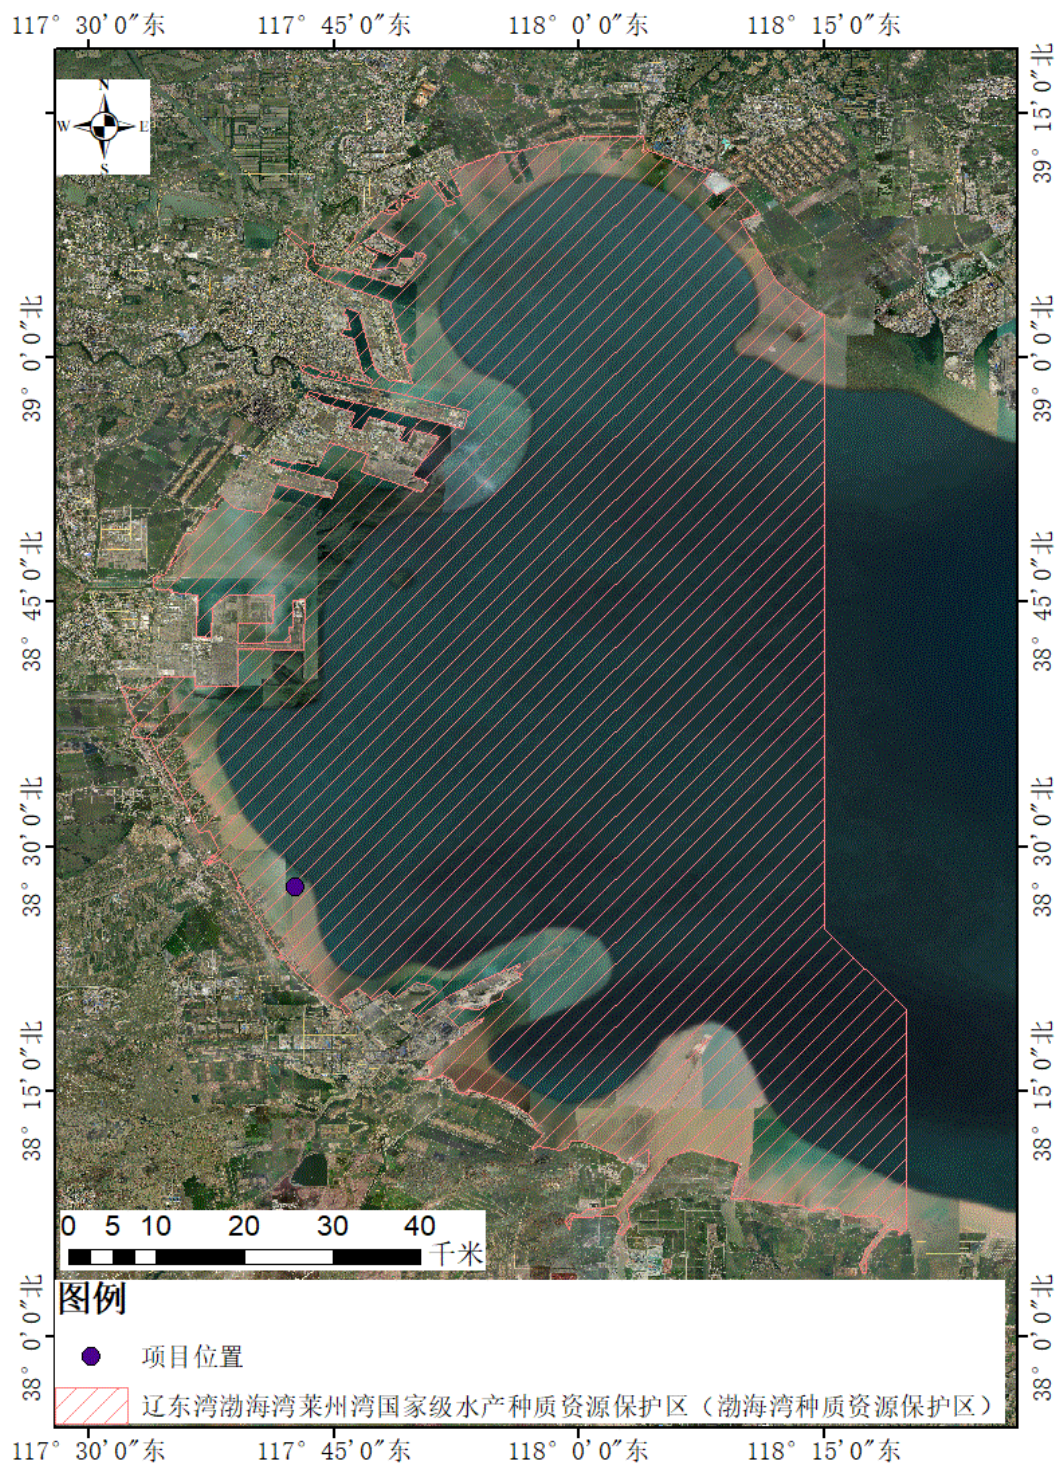 117° 30′0″东 117° 45′0″东 118° 0′0″东 118° 15′0″东
N
W E
S
39° 15′0″北
39° 0′0″北 39° 0′0″北
38° 45′0″北 38° 45′0″北
38° 30′0″北 38° 30′0″北
38° 15′0″北 38° 15′0″北
38° 0′0″北 38° 0′0″北
0 5 10 20 30 40
千米
图例
项目位置
辽东湾渤海湾莱州湾国家级水产种质资源保护区（渤海湾种质资源保护区）
117° 30′0″东 117° 45′0″东 118° 0′0″东 118° 15′0″东